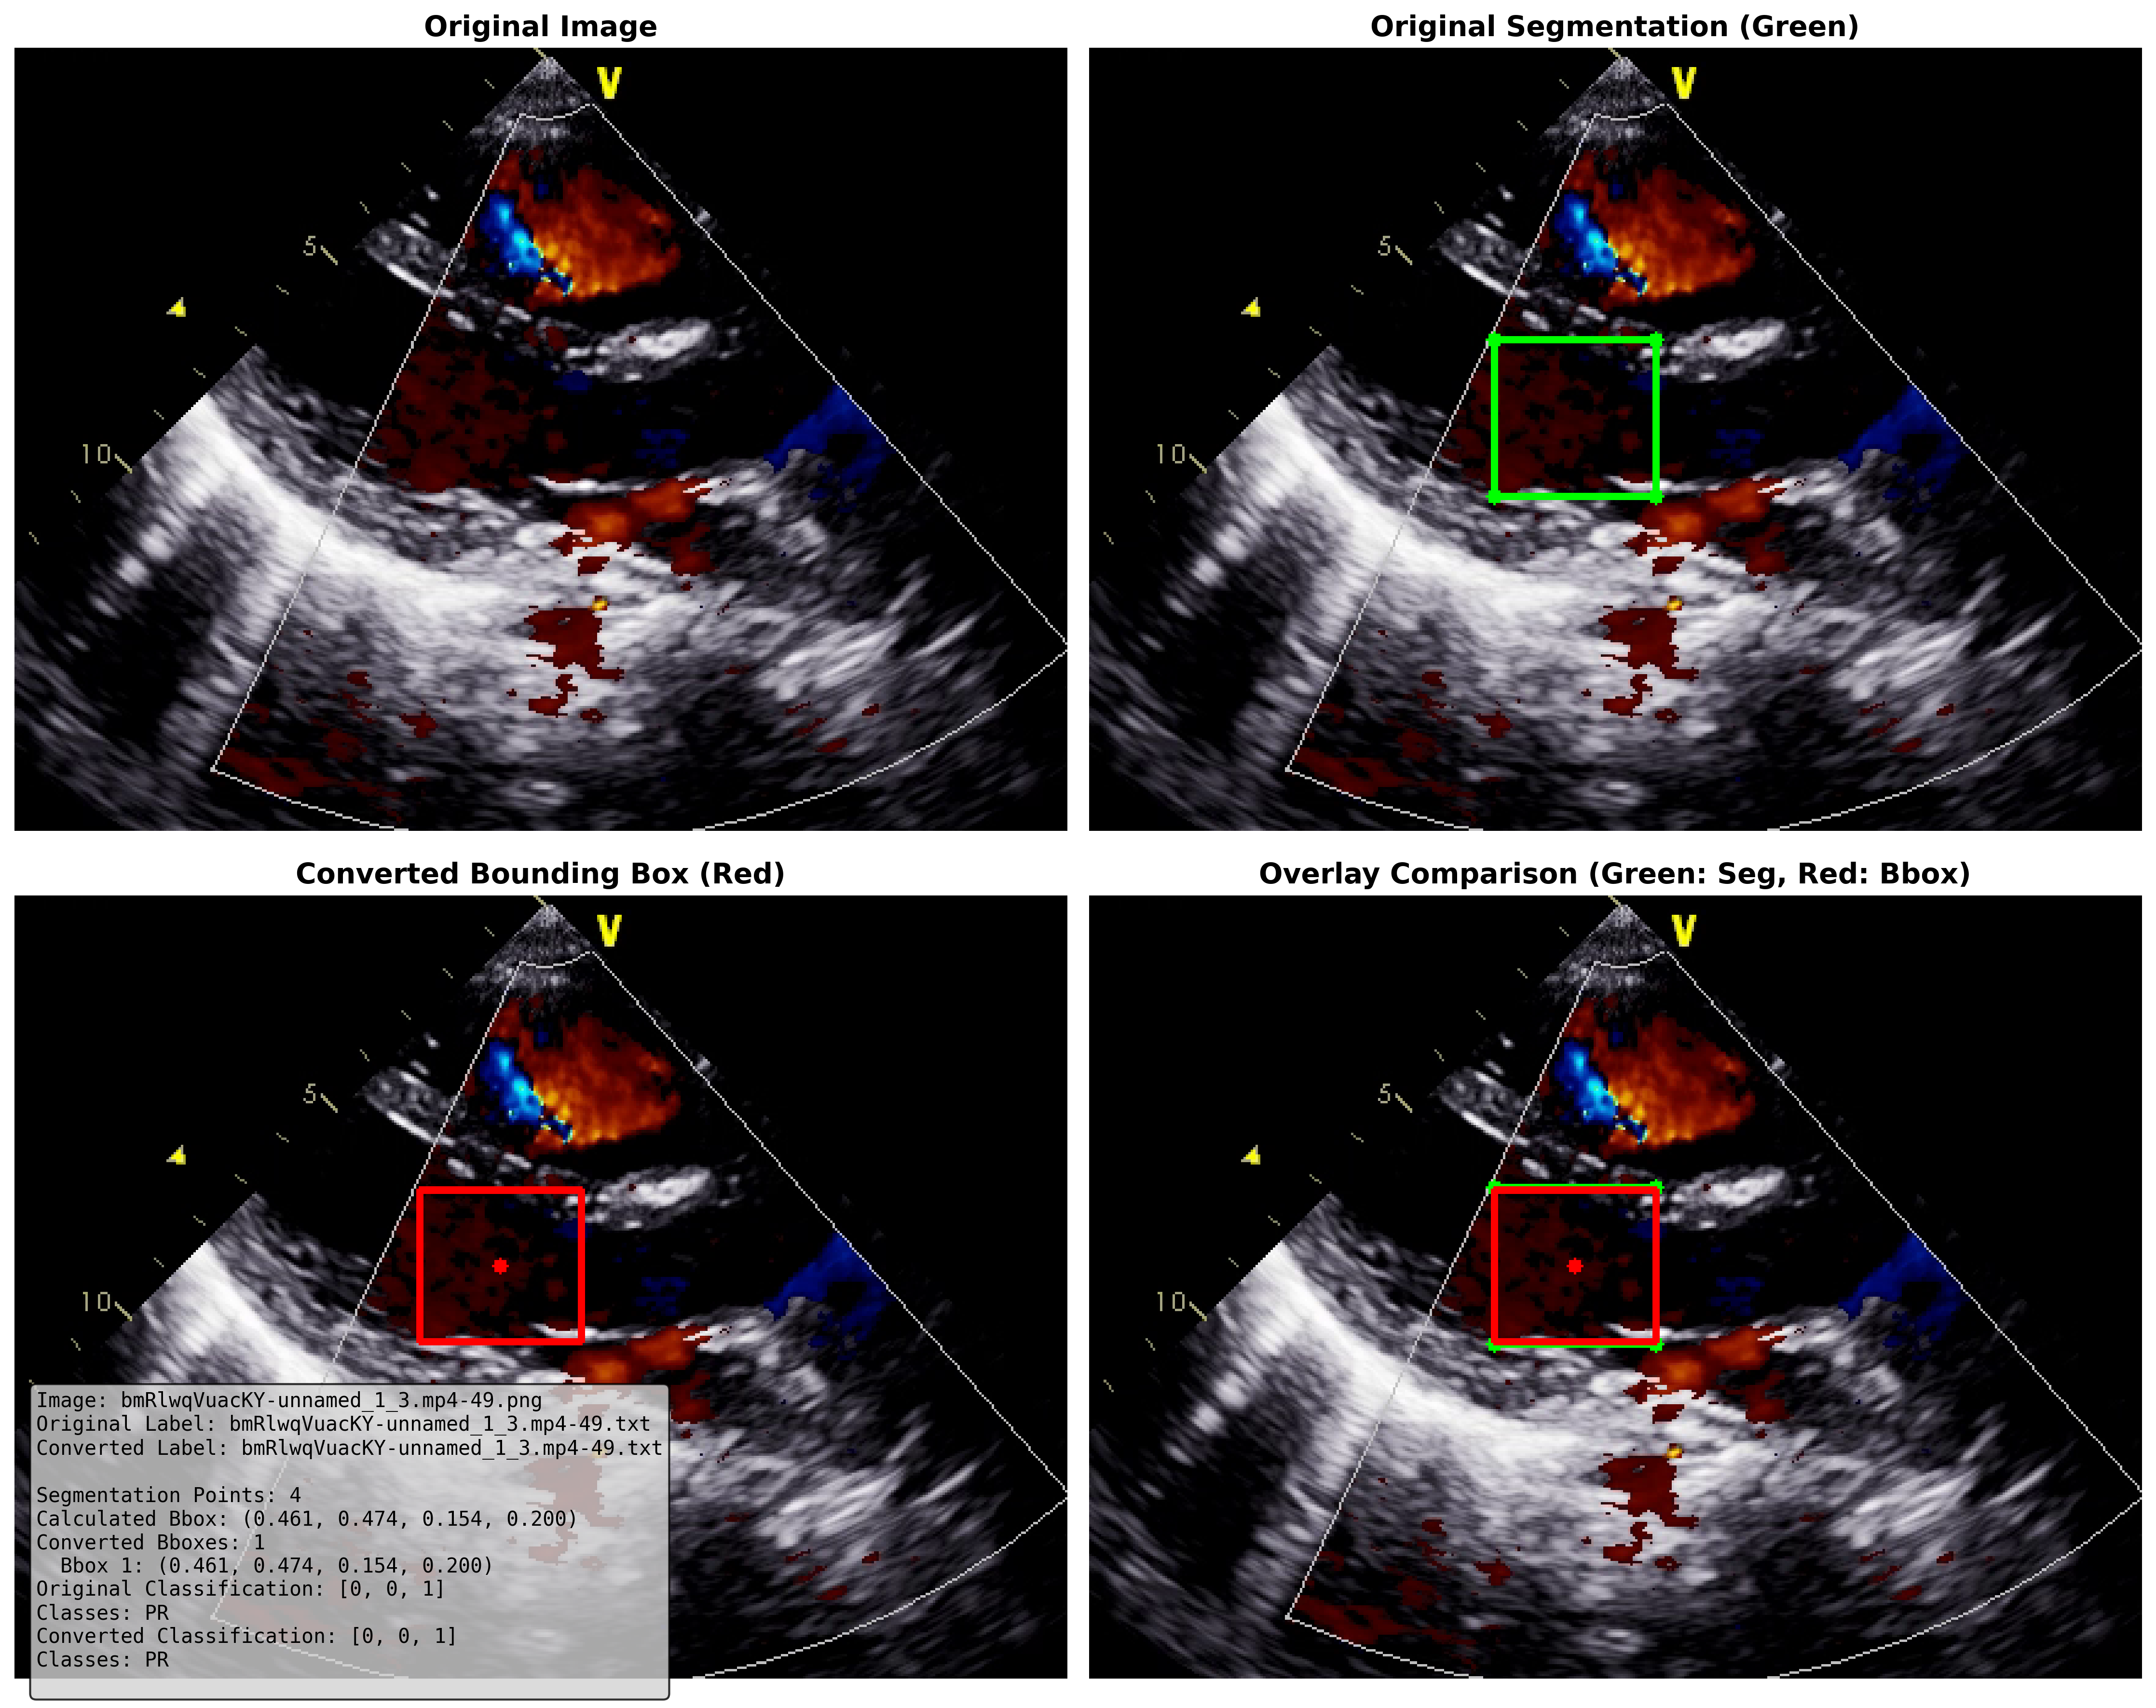 Original Image
Original Segmentation (Green)
V
5
10
V
5
10
Converted Bounding Box (Red)
Overlay Comparison (Green: Seg, Red: Bbox)
V
5
10
V
5
10
Image: bmRlwqVuacKY-unnamed_1_3.mp4-49.png
Original Label: bmRlwqVuacKY-unnamed_1_3.mp4-49.txt
Converted Label: bmRlwqVuacKY-unnamed_1_3.mp4-49.txt
Segmentation Points: 4
Calculated Bbox: (0.461, 0.474, 0.154, 0.200)
Converted Bboxes: 1
Bbox 1: (0.461, 0.474, 0.154, 0.200)
Original Classification: [0, 0, 1]
Classes: PR
Converted Classification: [0, 0, 1]
Classes: PR